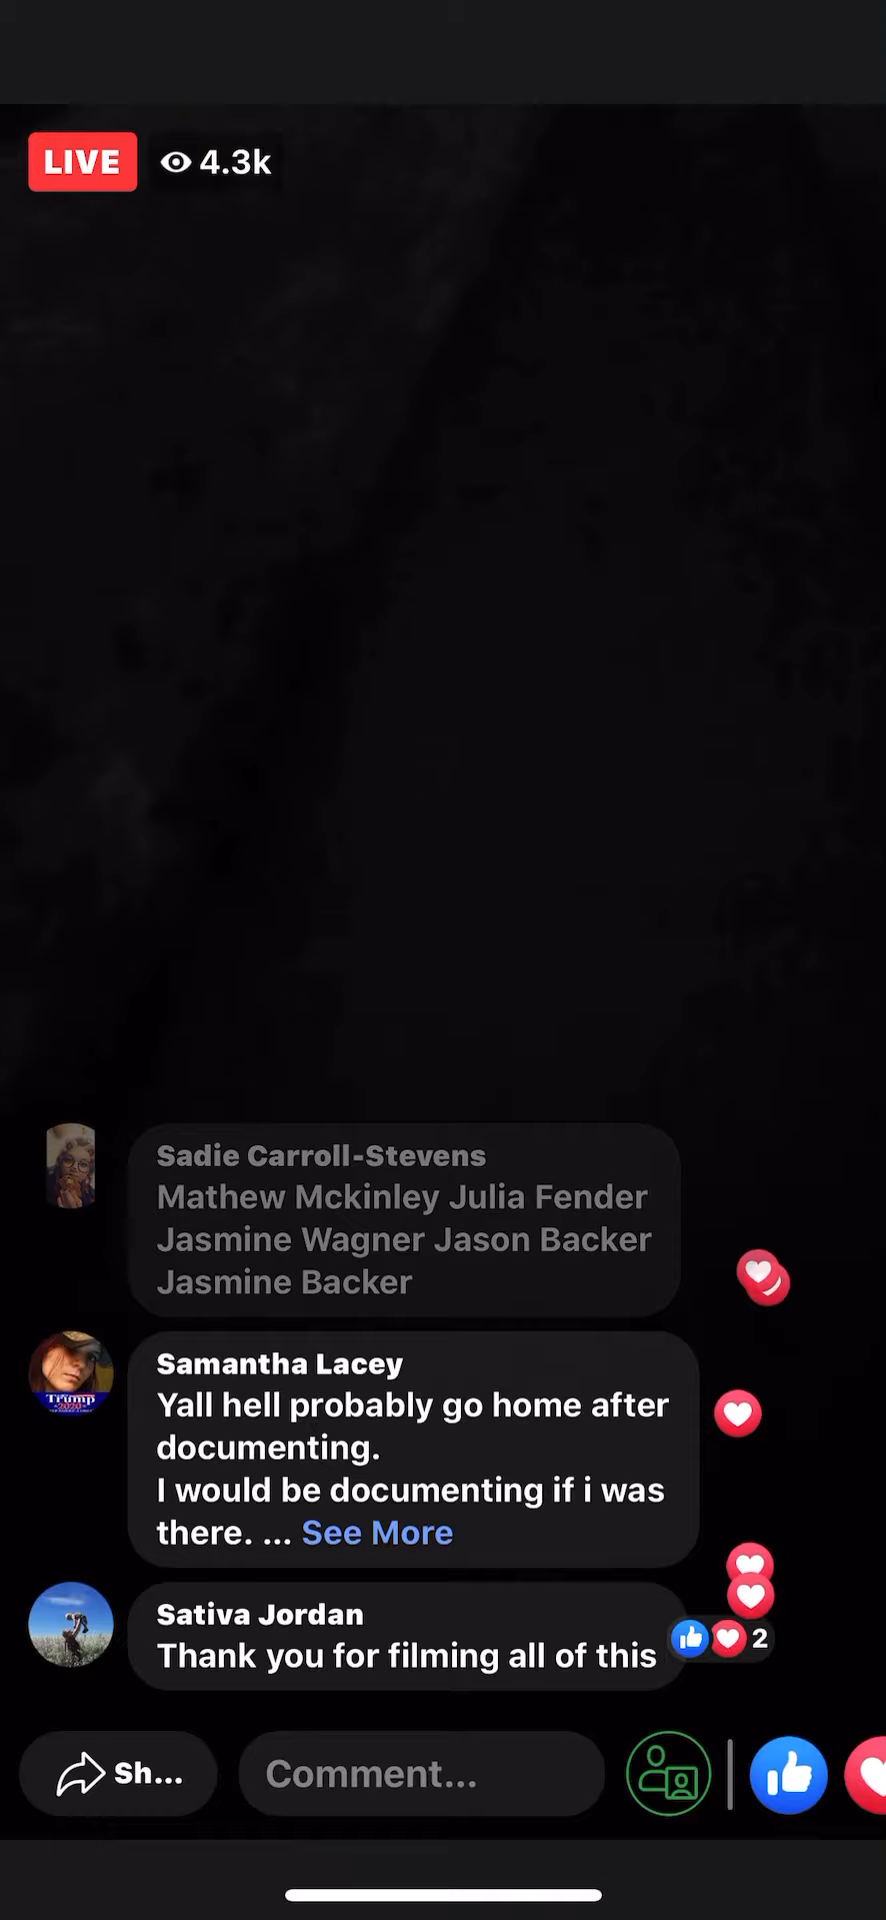 LIVE 4.3k
Sadie Carroll-Stevens
Mathew Mckinley Julia Fender
Jasmine Wagner Jason Backer
Jasmine Backer
Samantha Lacey
Trump
2020
Yall hell probably go home after
documenting.
I would be documenting if i was
there. ... See More
Sativa Jordan
Thank you for filming all of this
2
Sh...
Comment...